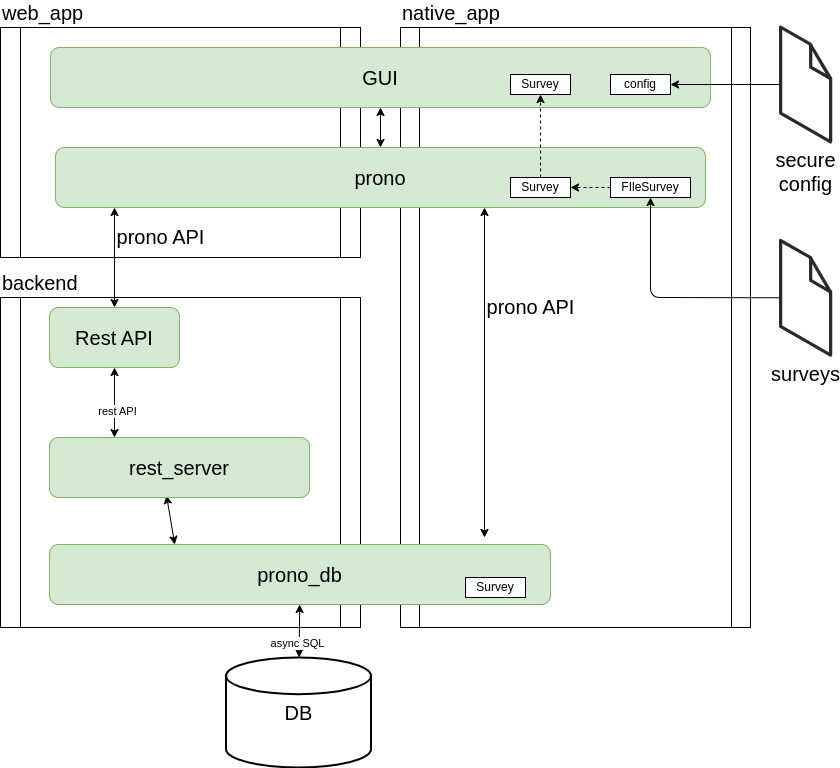 web_app
native_app
GUI
Survey
config
secure
config
prono
Survey
FIleSurvey
prono API
backend
Rest API
prono API
surveys
rest API
rest_server
prono_db
Survey
async SQL
DB